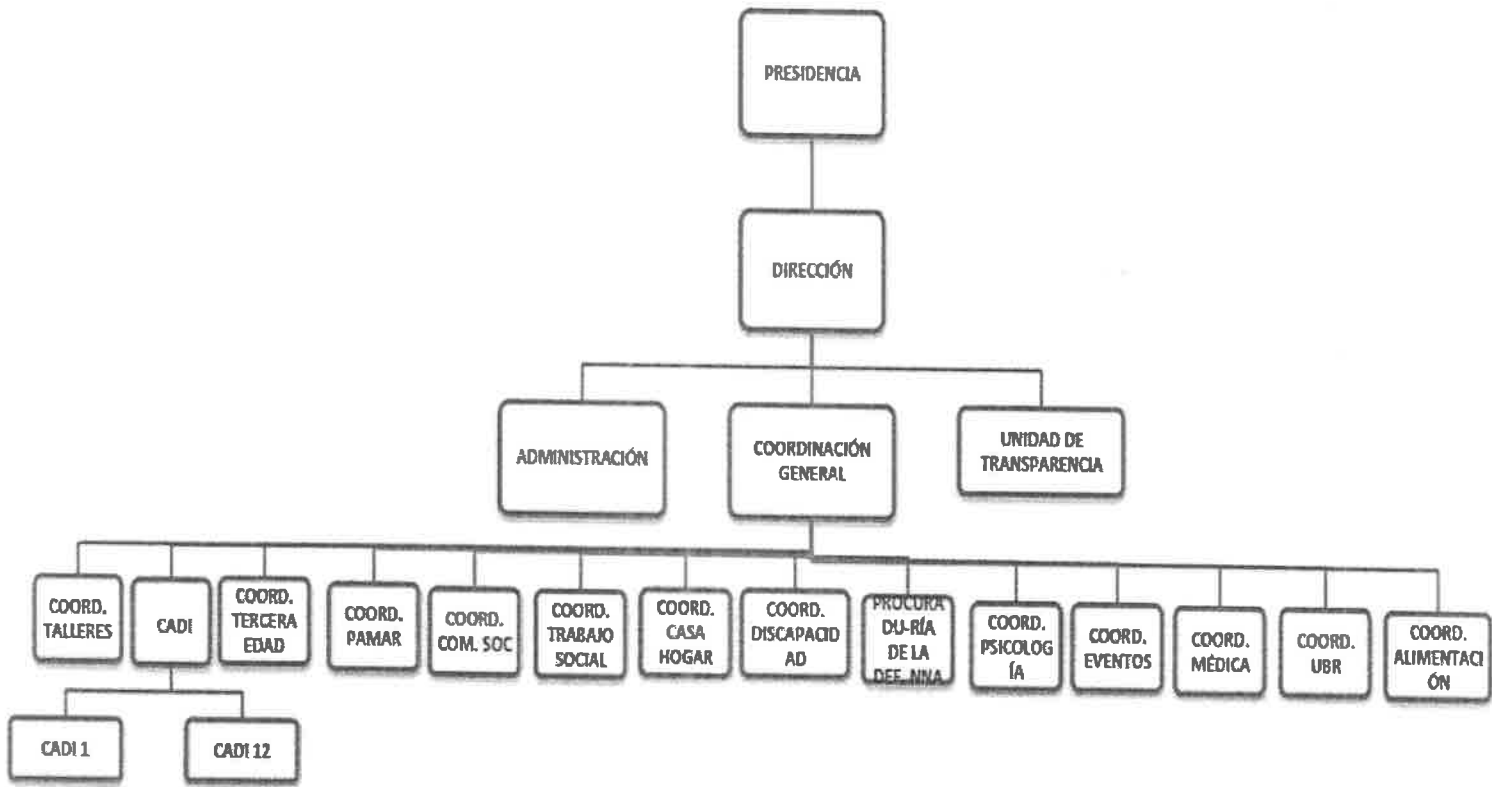 PRESIDENCIA
DIRECCIÓN
ADMINISTRACIÓN
COORDINACIÓN
GENERAL
UNIDAD DE
TRANSPARENCIA
COORD.
TALLERES
CADI
COORD.
TERCERA
EDAD
COORD.
PAMAR
COORD.
COM. SOC
COORD.
TRABAJO
SOCIAL
COORD.
CASA
HOGAR
COORD.
DISCAPACID
AD
PROCURA
DU-RÍA
DE LA
DEF. NNA
COORD.
PSICOLOG
ÍA
COORD.
EVENTOS
COORD.
MÉDICA
COORD.
UBR
COORD.
ALIMENTACI
ÓN
CADI 1
CADI 12